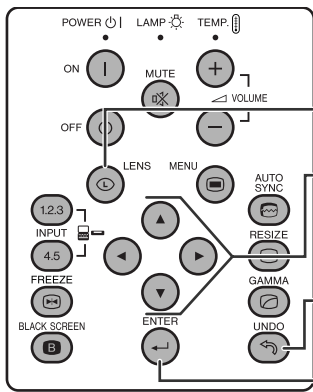 POWER LAMP TEMP.
ON MUTE
VOLUME
OFF
L LENS MENU
AUTO SYNC
1.2.3
INPUT
RESIZE
4.5
FREEZE
GAMMA
BLACK SCREEN
B
ENTER
UNDO